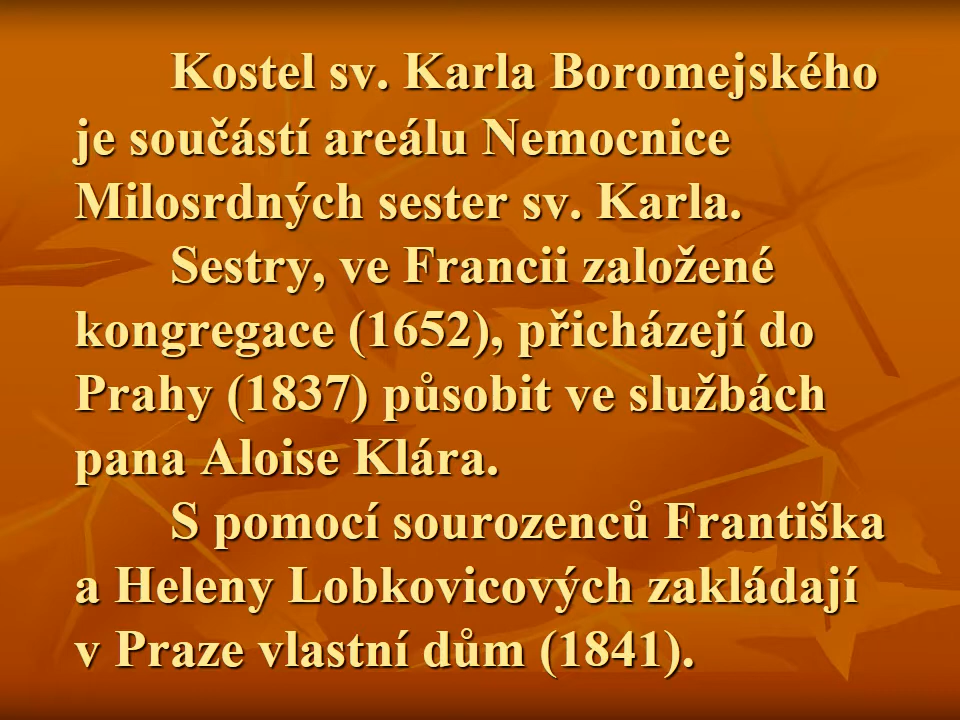 Kostel sv. Karla Boromejského
je součástí areálu Nemocnice
Milosrdných sester sv. Karla.
Sestry, ve Francii založené
kongregace (1652), přicházejí do
Prahy (1837) působit ve službách
pana Aloise Klára.
S pomocí sourozenců Františka
a Heleny Lobkovicových zakládají
v Praze vlastní dům (1841).